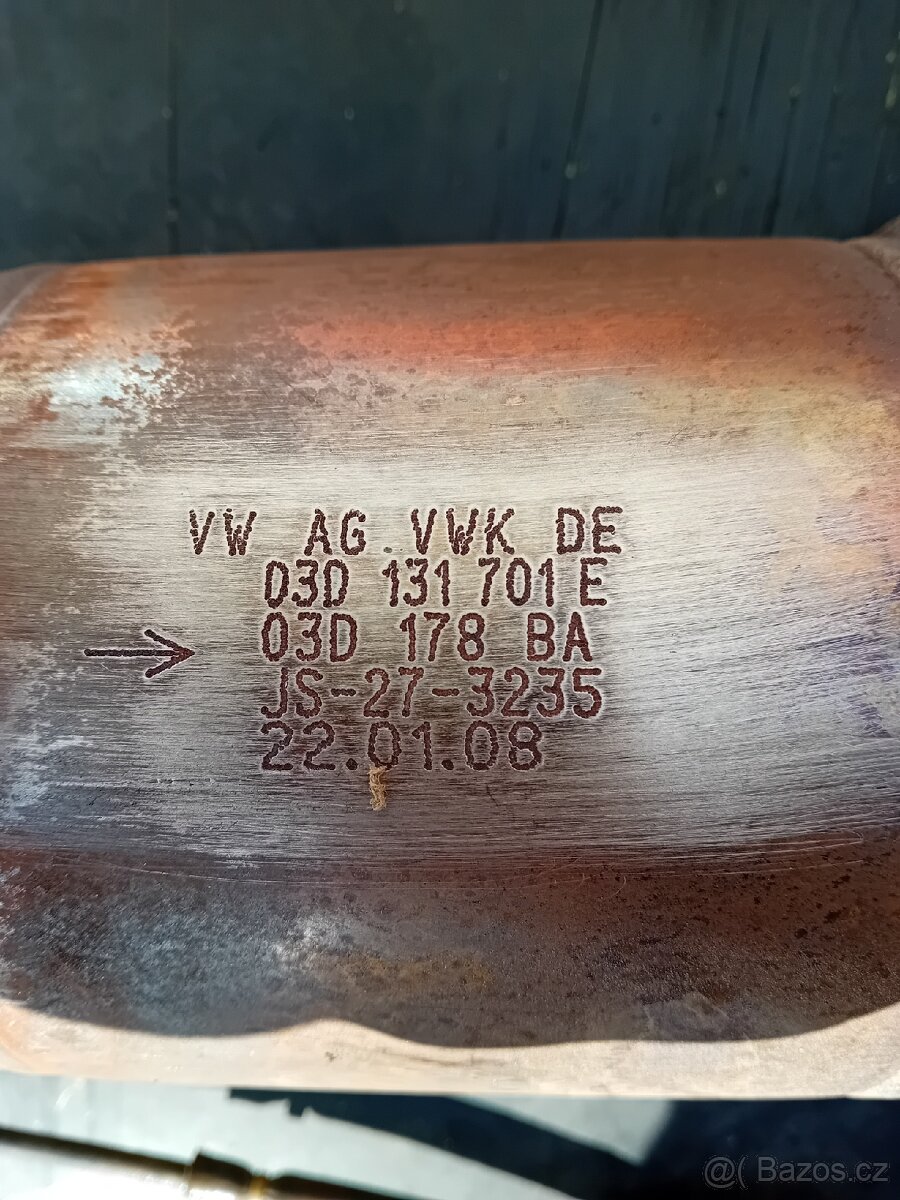 VW AG VWK DE
03D 131 701 E
03D 178 BA
JS-27-3235
22.01.08
@( Bazos.cz